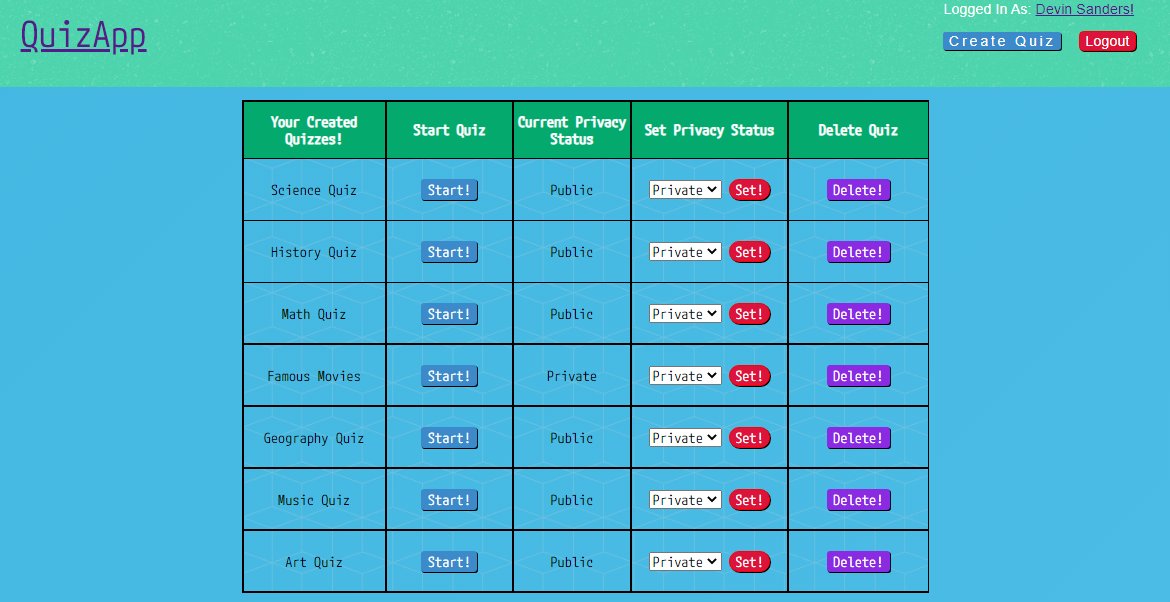 QuizApp
Logged In As: Devin Sanders!
Create Quiz Logout
Your Created Quizzes! Start Quiz Current Privacy Status Set Privacy Status Delete Quiz
Science Quiz Start! Public Private Set! Delete!
History Quiz Start! Public Private Set! Delete!
Math Quiz Start! Public Private Set! Delete!
Famous Movies Start! Private Private Set! Delete!
Geography Quiz Start! Public Private Set! Delete!
Music Quiz Start! Public Private Set! Delete!
Art Quiz Start! Public Private Set! Delete!